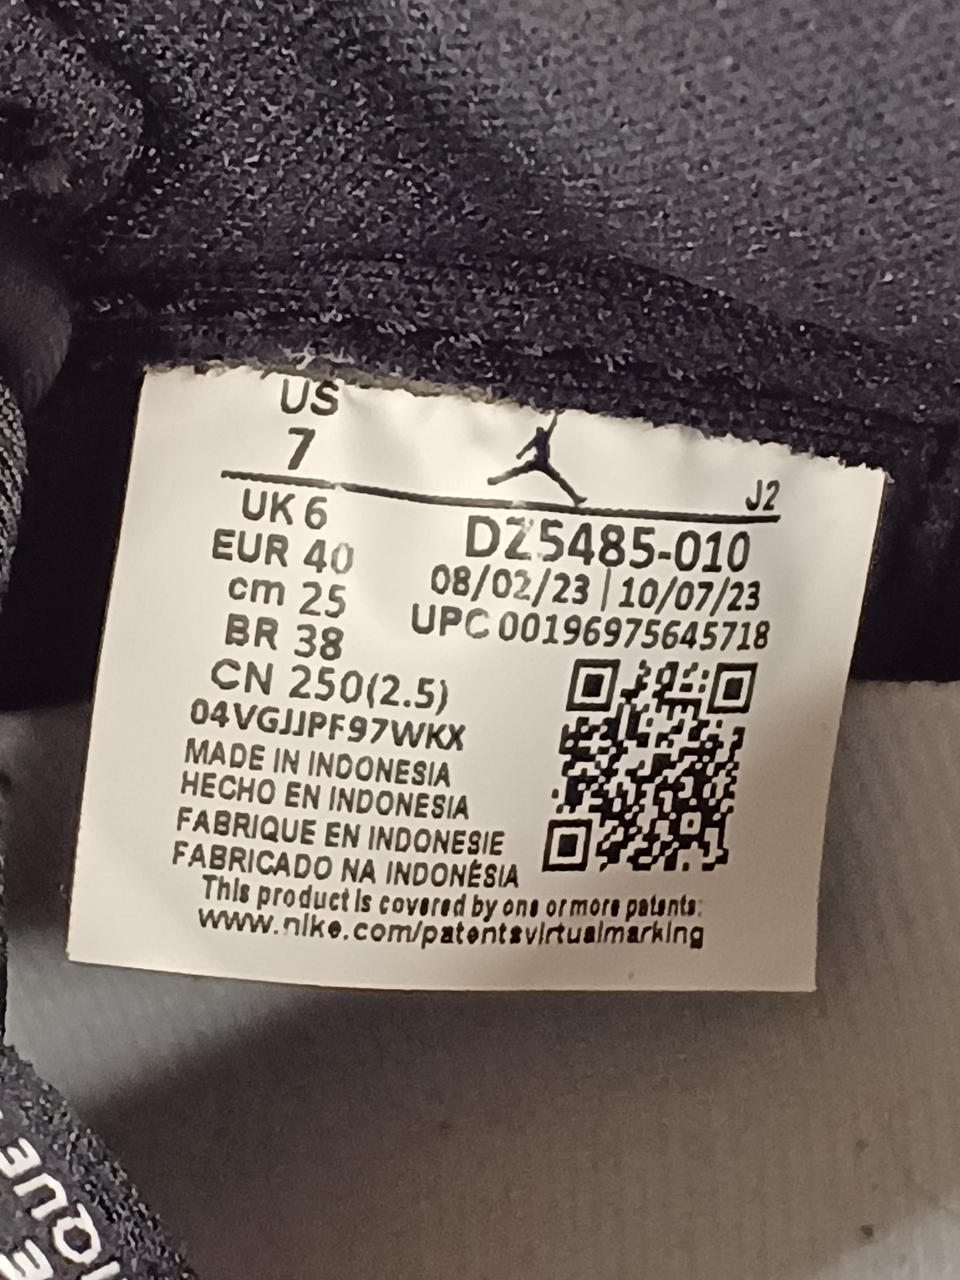 US
7
J2
UK 6
EUR 40
cm 25
BR 38
CN 250(2.5)
DZ5485-010
08/02/23 | 10/07/23
UPC 00196975645718
04VGJJPF97WKX
MADE IN INDONESIA
HECHO EN INDONESIA
FABRIQUE EN INDONESIE
FABRICADO NA INDONÉSIA
This product is covered by one or more patents:
www.nike.com/patentsvirtualmarking